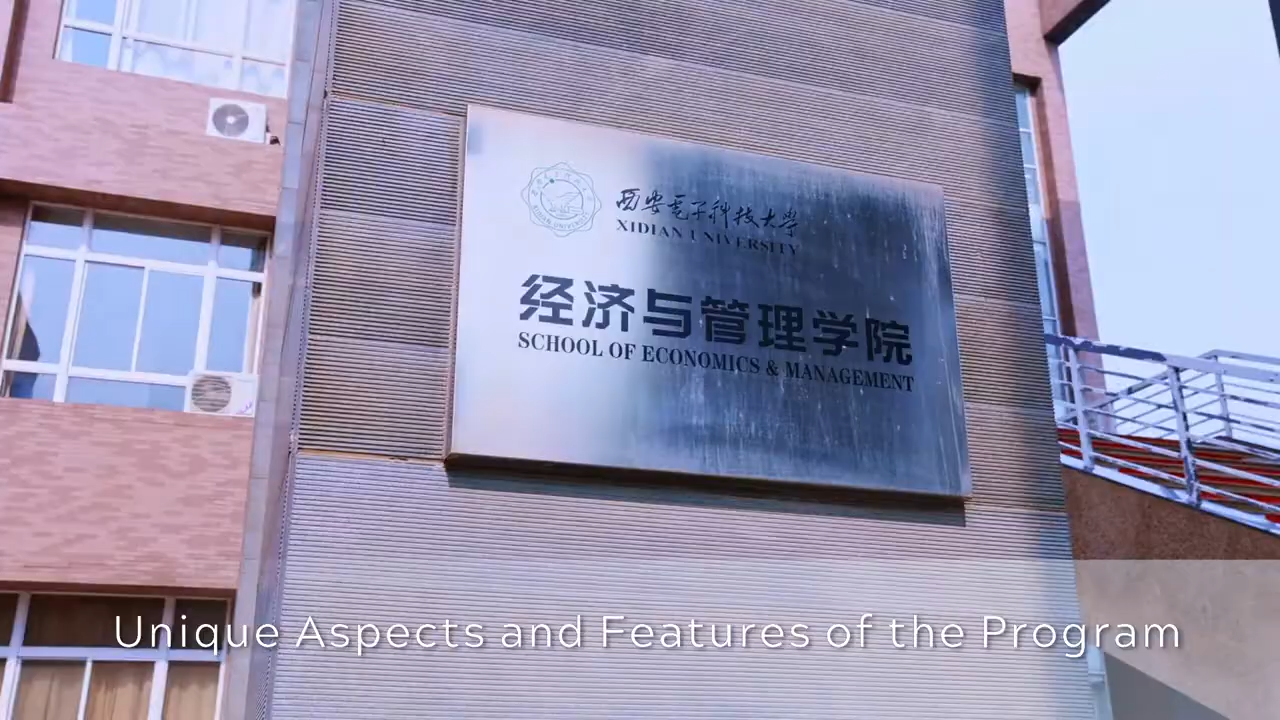 西安電子科技大学
XIDIAN UNIVERSITY
经济与管理学院
SCHOOL OF ECONOMICS & MANAGEMENT
Unique Aspects and Features of the Program